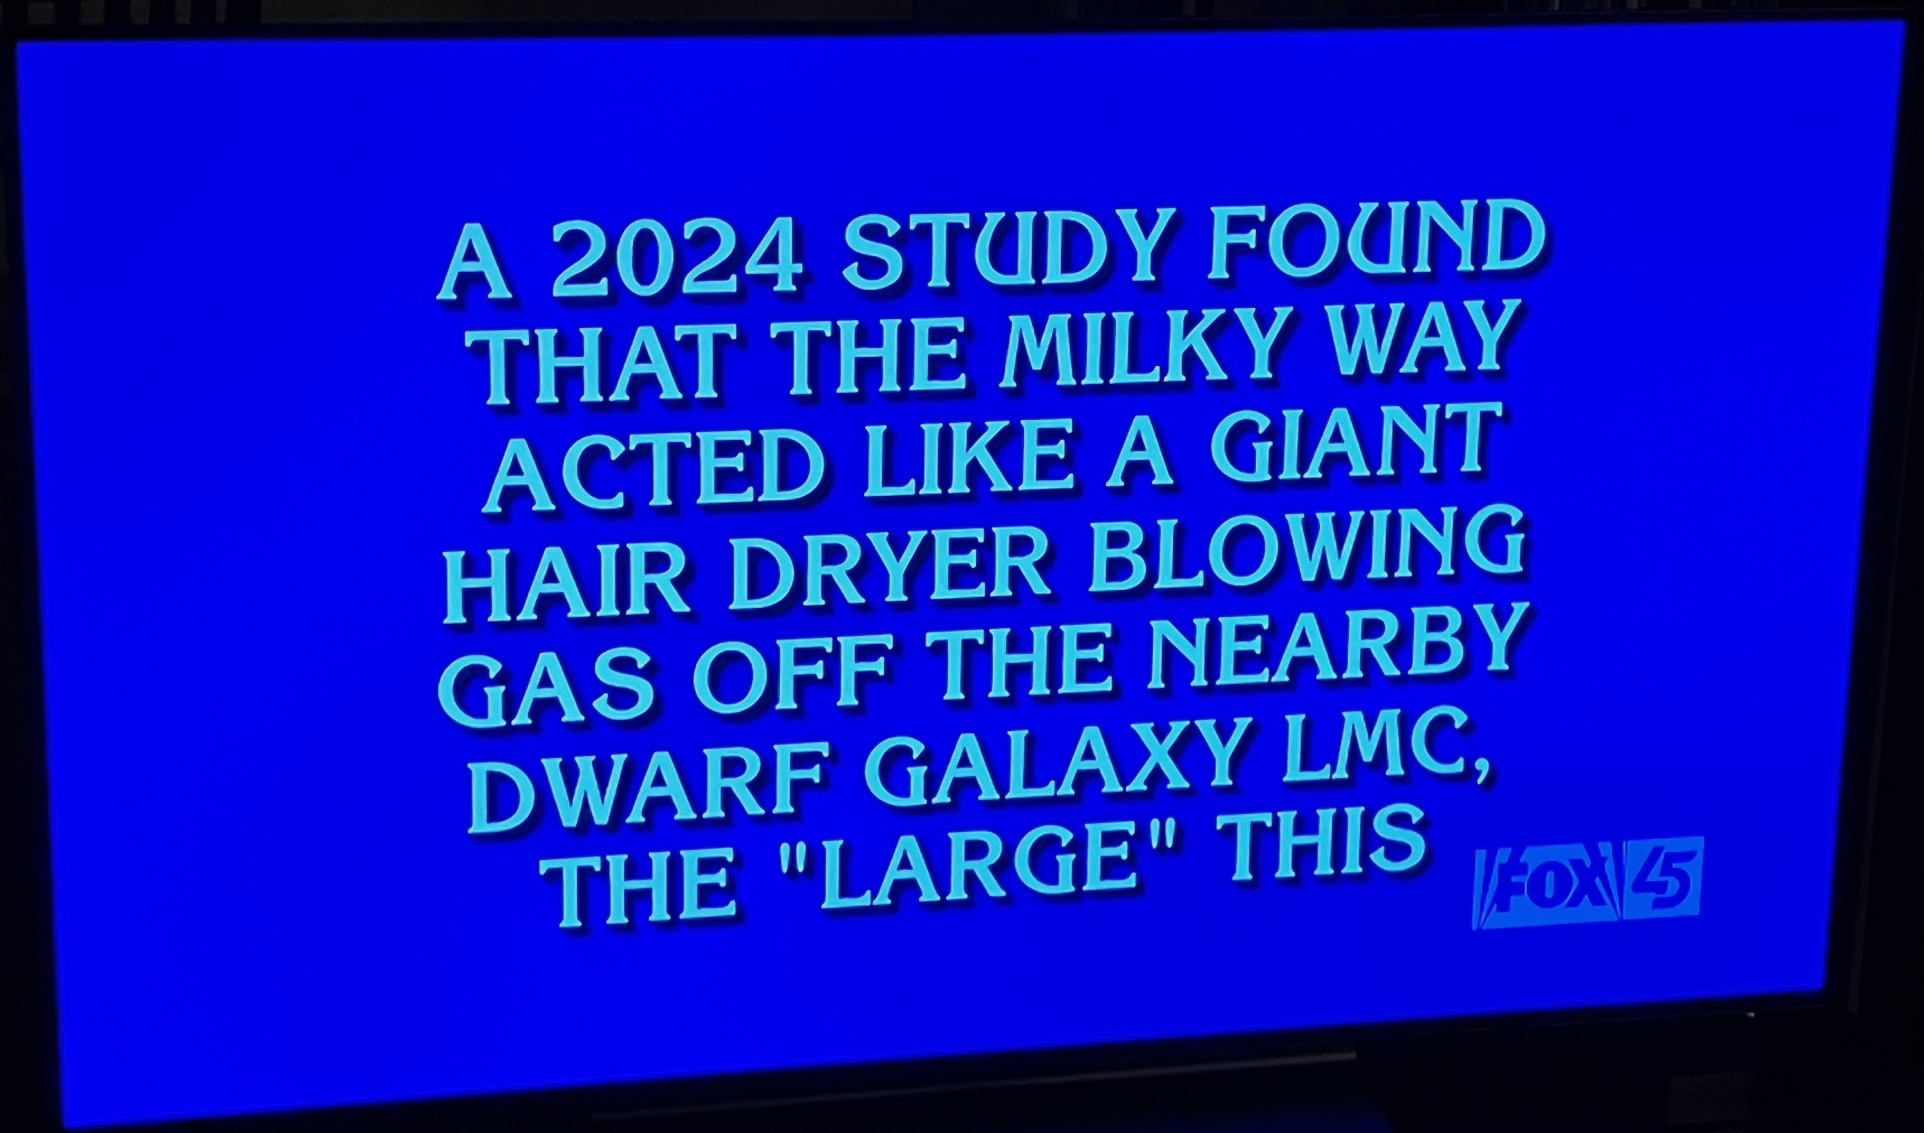 A 2024 STUDY FOUND
THAT THE MILKY WAY
ACTED LIKE A GIANT
HAIR DRYER BLOWING
GAS OFF THE NEARBY
DWARF GALAXY LMC,
THE "LARGE" THIS
FOX 45